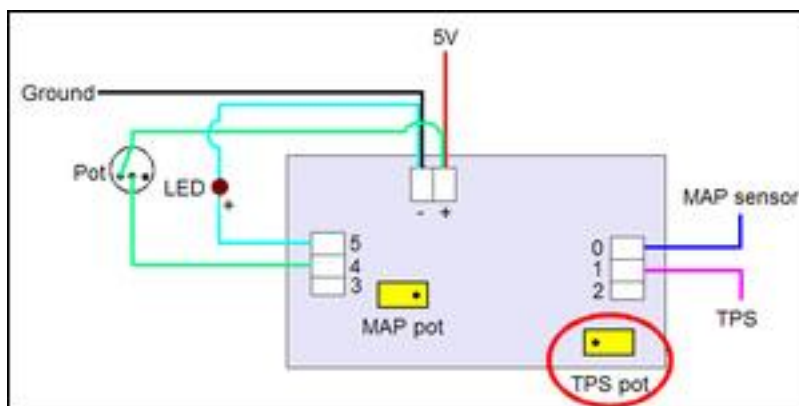 5V
Ground
Pot
LED
+
- +
MAP sensor
5
4
3
0
1
2
MAP pot
TPS
TPS pot